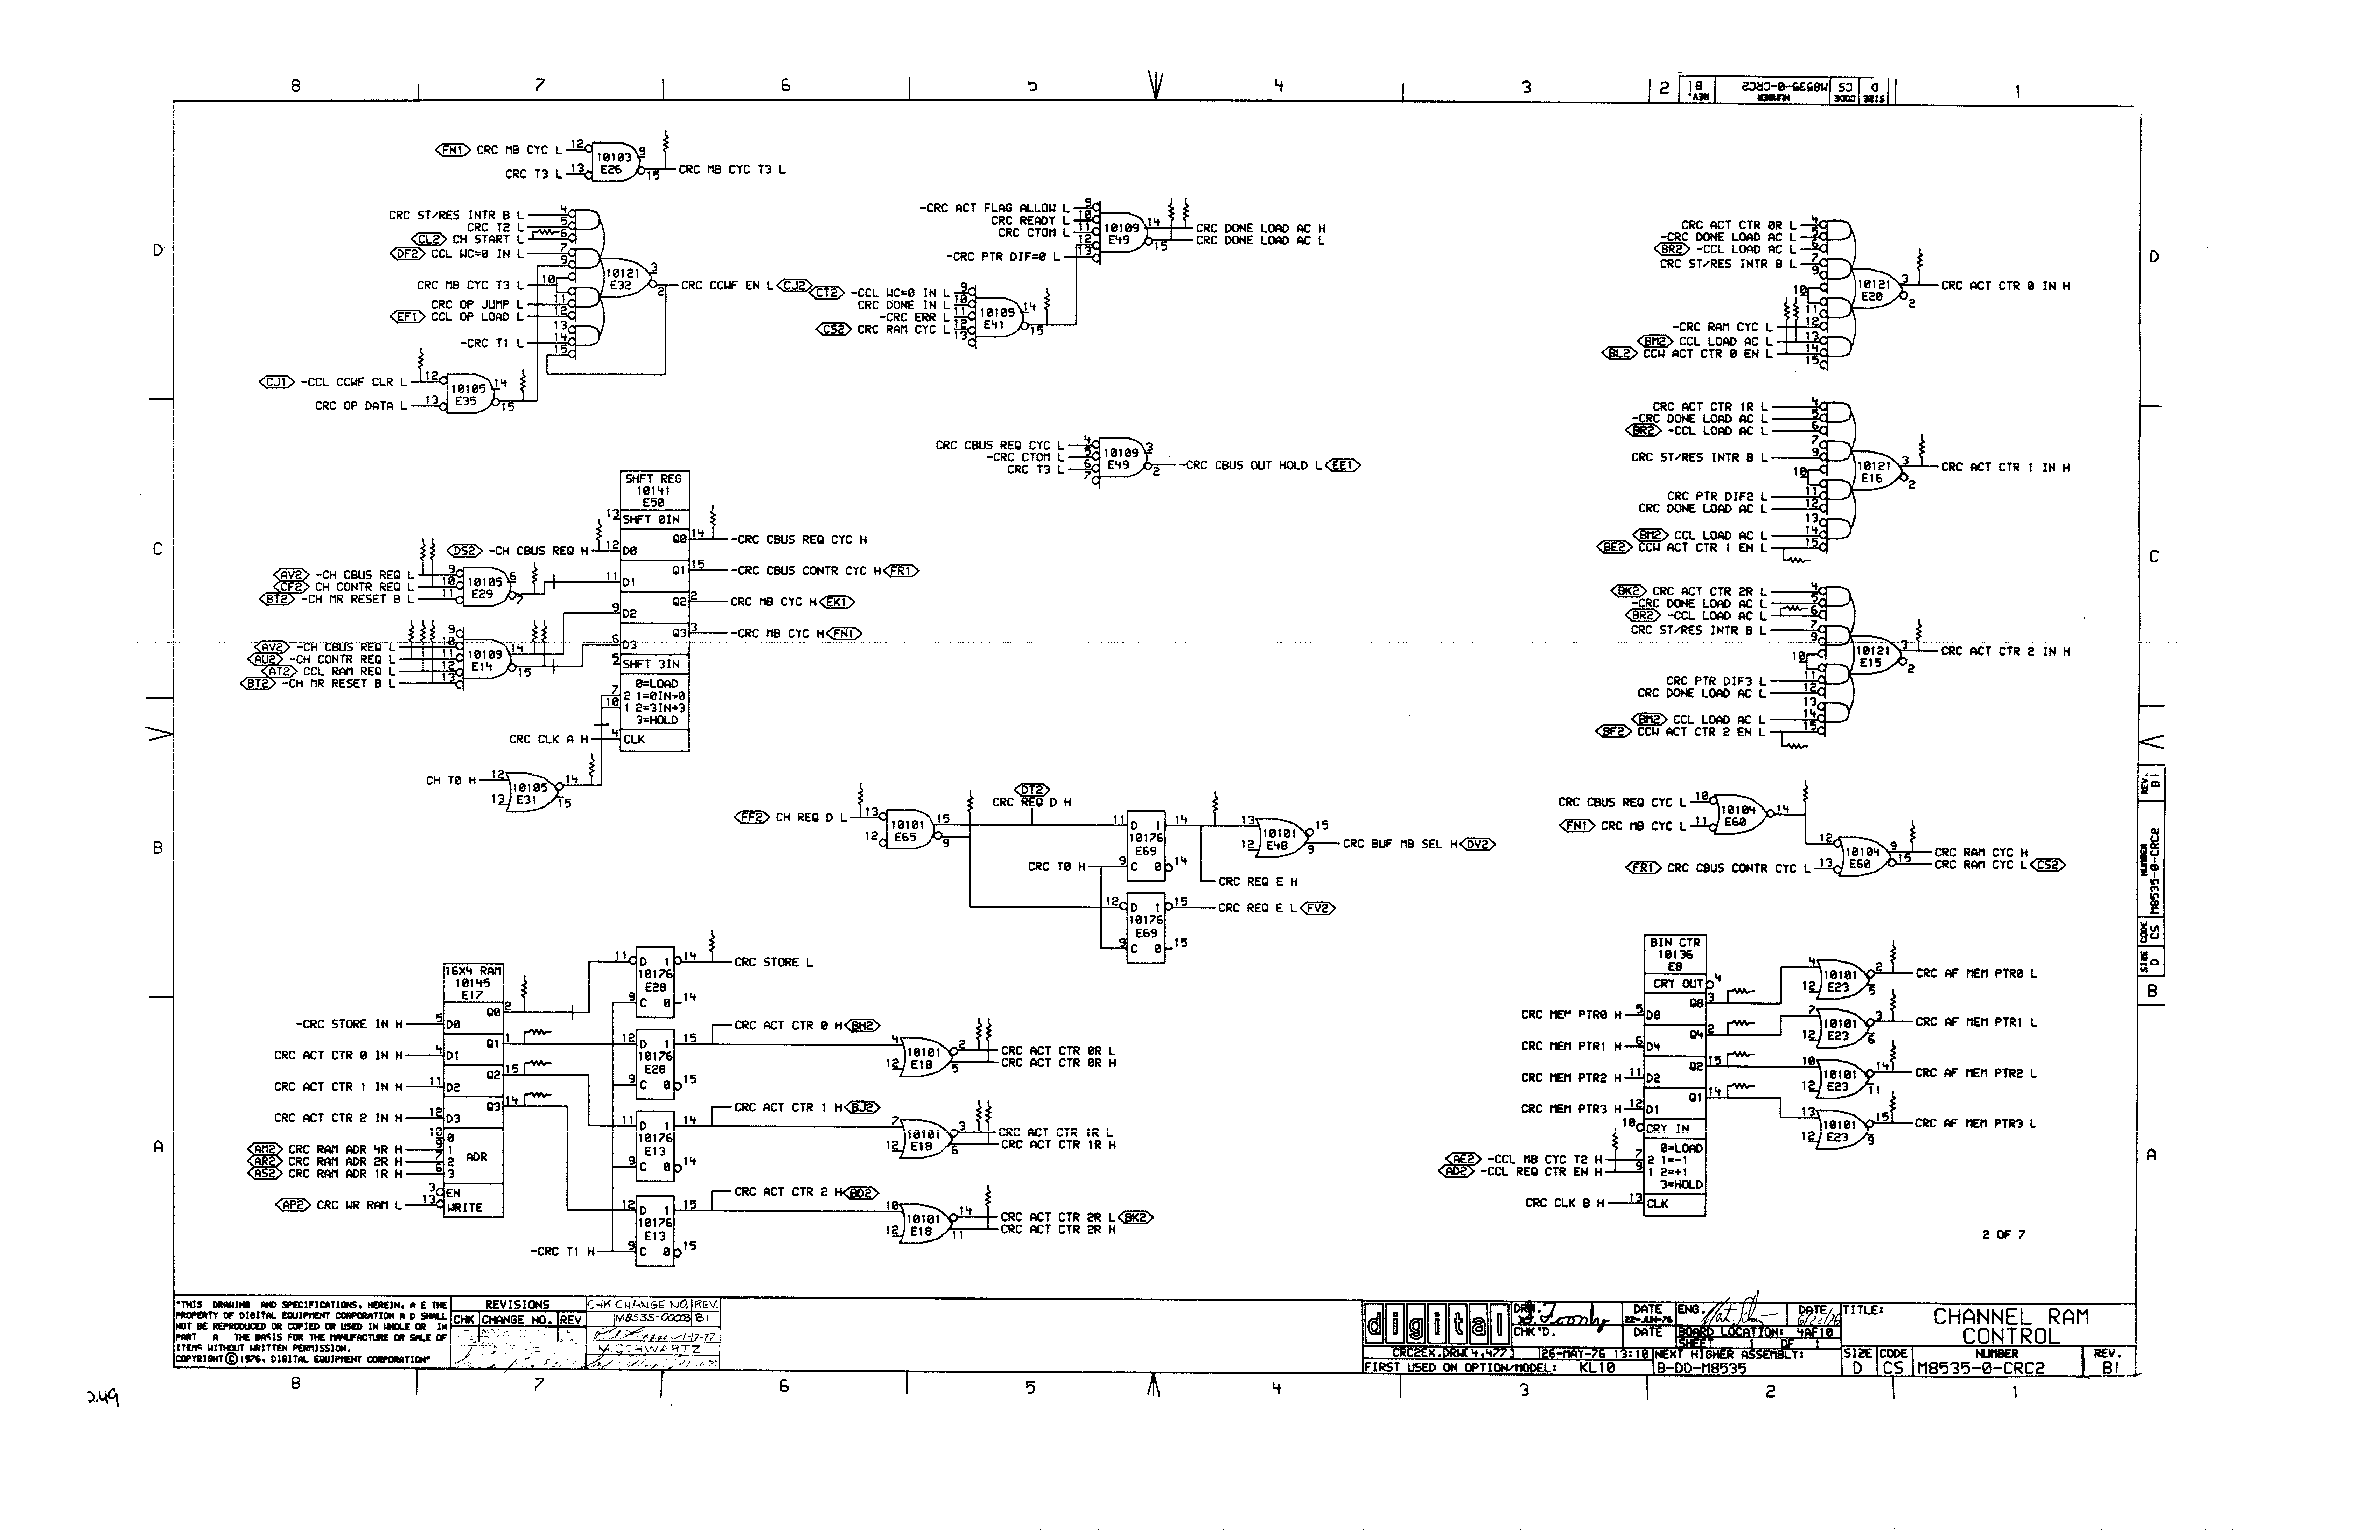 8 7 6 5 4 3 2 1
SIZE D CODE CS NUMBER M8535-0-CRC2 REV. B1
FN1 CRC MB CYC L 12
CRC T3 L 13
10103 E26
9
15 CRC MB CYC T3 L
CRC ST/RES INTR B L 4
CRC T2 L 5
CL2 CH START L 6
DF2 CCL WC=0 IN L 7
9
CRC MB CYC T3 L 10
CRC OP JUMP L 11
EF1 CCL OP LOAD L 12
13
-CRC T1 L 14
15
10121 E32
3
2 CRC CCWF EN L CJ2
CJ1 -CCL CCWF CLR L 12
CRC OP DATA L 13
10105 E35
14
15
-CRC ACT FLAG ALLOW L 9
CRC READY L 10
CRC CTOM L 11
12
-CRC PTR DIF=0 L 13
10109 E49
14 CRC DONE LOAD AC H
15 CRC DONE LOAD AC L
CT2 -CCL WC=0 IN L 9
CRC DONE IN L 10
-CRC ERR L 11
CS2 CRC RAM CYC L 12
13
10109 E41
14
15
CRC ACT CTR 0R L 4
-CRC DONE LOAD AC L 5
BR2 -CCL LOAD AC L 6
CRC ST/RES INTR B L 7
9
10
11
-CRC RAM CYC L 12
BM2 CCL LOAD AC L 13
BL2 CCW ACT CTR 0 EN L 14
15
10121 E20
3 CRC ACT CTR 0 IN H
2
CRC ACT CTR 1R L 4
-CRC DONE LOAD AC L 5
BR2 -CCL LOAD AC L 6
7
CRC ST/RES INTR B L 9
10
CRC PTR DIF2 L 11
CRC DONE LOAD AC L 12
13
BM2 CCL LOAD AC L 14
BE2 CCW ACT CTR 1 EN L 15
10121 E16
3 CRC ACT CTR 1 IN H
2
CRC CBUS REQ CYC L 4
-CRC CTOM L 5
CRC T3 L 6
7
10109 E49
3
2 -CRC CBUS OUT HOLD L EE1
SHFT REG
10141
E50
13 SHFT 0IN
DS2 -CH CBUS REQ H 12 D0
Q0 14 -CRC CBUS REQ CYC H
Q1 15 -CRC CBUS CONTR CYC H FR1
11 D1
Q2 2 CRC MB CYC H EK1
9 D2
Q3 3 -CRC MB CYC H FN1
6 D3
5 SHFT 3IN
0=LOAD
7 2 1=0IN→0
10 1 2=3IN→3
3=HOLD
CRC CLK A H 4 CLK
AV2 -CH CBUS REQ L 9
CF2 CH CONTR REQ L 10
BT2 -CH MR RESET B L 11
10105 E29
6
7
9
AV2 -CH CBUS REQ L 10
AU2 -CH CONTR REQ L 11
AT2 CCL RAM REQ L 12
BT2 -CH MR RESET B L 13
10109 E14
14
15
CH T0 H 12
13
10105 E31
14
15
BK2 CRC ACT CTR 2R L 4
-CRC DONE LOAD AC L 5
BR2 -CCL LOAD AC L 6
CRC ST/RES INTR B L 7
9
10
CRC PTR DIF3 L 11
CRC DONE LOAD AC L 12
13
BM2 CCL LOAD AC L 14
BF2 CCW ACT CTR 2 EN L 15
10121 E15
3 CRC ACT CTR 2 IN H
2
FF2 CH REQ D L 13
12
10101 E65
15
9
DT2
CRC REQ D H
11 D 1 14
10176
E69
CRC T0 H 9 C 0 14
12 D 1 15 CRC REQ E L FV2
10176
E69
9 C 0 15
13
12
10101 E48
15
9 CRC BUF MB SEL H DV2
CRC REQ E H
CRC CBUS REQ CYC L 10
FN1 CRC MB CYC L 11
10104 E60
14
12
FR1 CRC CBUS CONTR CYC L 13
10104 E60
9 CRC RAM CYC H
15 CRC RAM CYC L CS2
16X4 RAM
10145
E17
Q0 2
-CRC STORE IN H 5 D0
Q1 1
CRC ACT CTR 0 IN H 4 D1
Q2 15
CRC ACT CTR 1 IN H 11 D2
Q3 14
CRC ACT CTR 2 IN H 12 D3
10 0
AM2 CRC RAM ADR 4R H 9 1
AR2 CRC RAM ADR 2R H 7 2 ADR
AS2 CRC RAM ADR 1R H 6 3
3 EN
AP2 CRC WR RAM L 13 WRITE
11 D 1 14 CRC STORE L
10176
E28
9 C 0 14
12 D 1 15 CRC ACT CTR 0 H BH2
10176
E28
9 C 0 15
11 D 1 14 CRC ACT CTR 1 H BJ2
10176
E13
9 C 0 14
12 D 1 15 CRC ACT CTR 2 H BD2
10176
E13
-CRC T1 H 9 C 0 15
4
12
10101 E18
2 CRC ACT CTR 0R L
5 CRC ACT CTR 0R H
7
12
10101 E18
3 CRC ACT CTR 1R L
6 CRC ACT CTR 1R H
10
12
10101 E18
14 CRC ACT CTR 2R L BK2
11 CRC ACT CTR 2R H
BIN CTR
10136
E8
CRY OUT 4
Q8 3
CRC MEM PTR0 H 5 D8
Q4 2
CRC MEM PTR1 H 6 D4
Q2 15
CRC MEM PTR2 H 11 D2
Q1 14
CRC MEM PTR3 H 12 D1
10 CRY IN
0=LOAD
AE2 -CCL MB CYC T2 H 7 2 1=-1
AD2 -CCL REQ CTR EN H 9 1 2=+1
3=HOLD
CRC CLK B H 13 CLK
4 12 10101 E23 2 5 CRC AF MEM PTR0 L
7 12 10101 E23 3 6 CRC AF MEM PTR1 L
10 12 10101 E23 14 11 CRC AF MEM PTR2 L
13 12 10101 E23 15 9 CRC AF MEM PTR3 L
2 OF 7
D C B A
D C B A
SIZE D CODE CS NUMBER M8535-0-CRC2 REV. B1
"THIS DRAWING AND SPECIFICATIONS, HEREIN, A E THE
PROPERTY OF DIGITAL EQUIPMENT CORPORATION A D SHALL
NOT BE REPRODUCED OR COPIED OR USED IN WHOLE OR IN
PART A THE BASIS FOR THE MANUFACTURE OR SALE OF
ITEMS WITHOUT WRITTEN PERMISSION.
COPYRIGHT © 1976, DIGITAL EQUIPMENT CORPORATION"
REVISIONS
CHK CHANGE NO. REV
CHK CHANGE NO. REV.
M8535-00008 B1
1-17-77
M. SCHWARTZ
digital
DRN.
DATE 22-JUN-76
CHK'D.
DATE
ENG.
DATE
BOARD LOCATION: 4AF10
SHEET 1 OF 1
TITLE: CHANNEL RAM
CONTROL
CRC2EX.DRW[4,477] 26-MAY-76 13:10 NEXT HIGHER ASSEMBLY:
FIRST USED ON OPTION/MODEL: KL10 B-DD-M8535
SIZE D CODE CS NUMBER M8535-0-CRC2 REV. B1
8 7 6 5 4 3 2 1
249